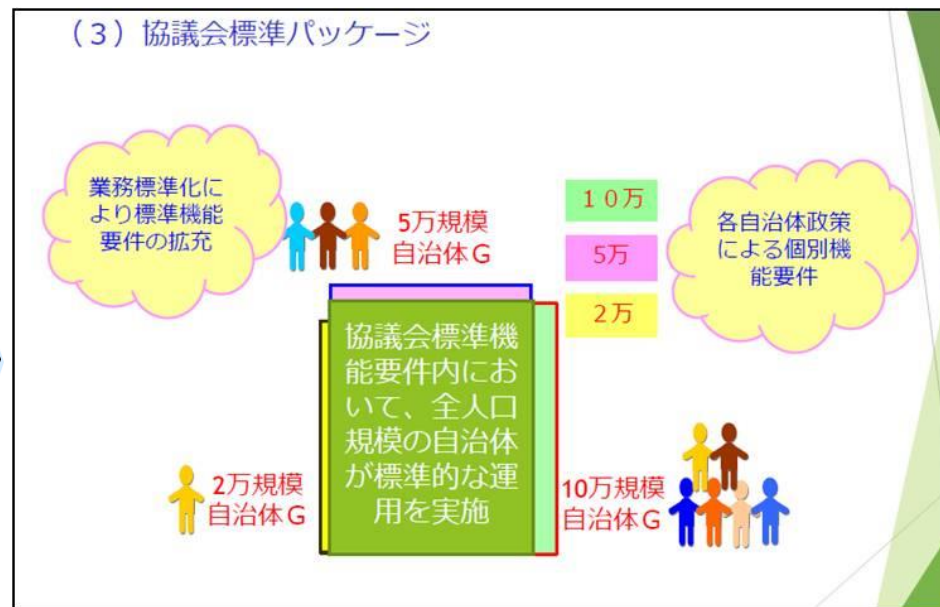 （３）協議会標準パッケージ
業務標準化に
より標準機能
要件の拡充
5万規模
自治体Ｇ
１０万
5万
２万
各自治体政策
による個別機
能要件
協議会標準機
能要件内にお
いて、全人口
規模の自治体
が標準的な運
用を実施
2万規模
自治体Ｇ
10万規模
自治体Ｇ